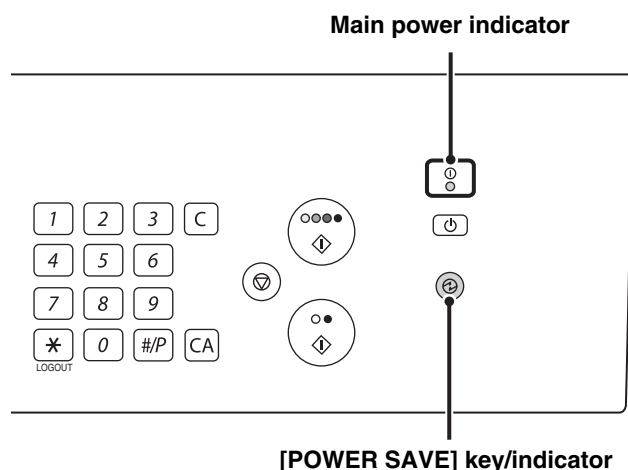 Main power indicator
1 2 3 C
4 5 6
7 8 9
* 0 #/P CA
LOGOUT
[POWER SAVE] key/indicator